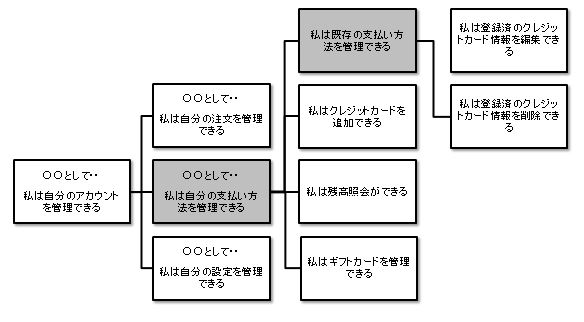 〇〇として‥
私は自分のアカウント
を管理できる
〇〇として‥
私は自分の注文を管理
できる
〇〇として‥
私は自分の支払い方
法を管理できる
〇〇として‥
私は自分の設定を管理
できる
私は既存の支払い方
法を管理できる
私はクレジットカードを
追加できる
私は残高照会ができる
私はギフトカードを管理
できる
私は登録済のクレジッ
トカード情報を編集でき
る
私は登録済のクレジッ
トカード情報を削除でき
る